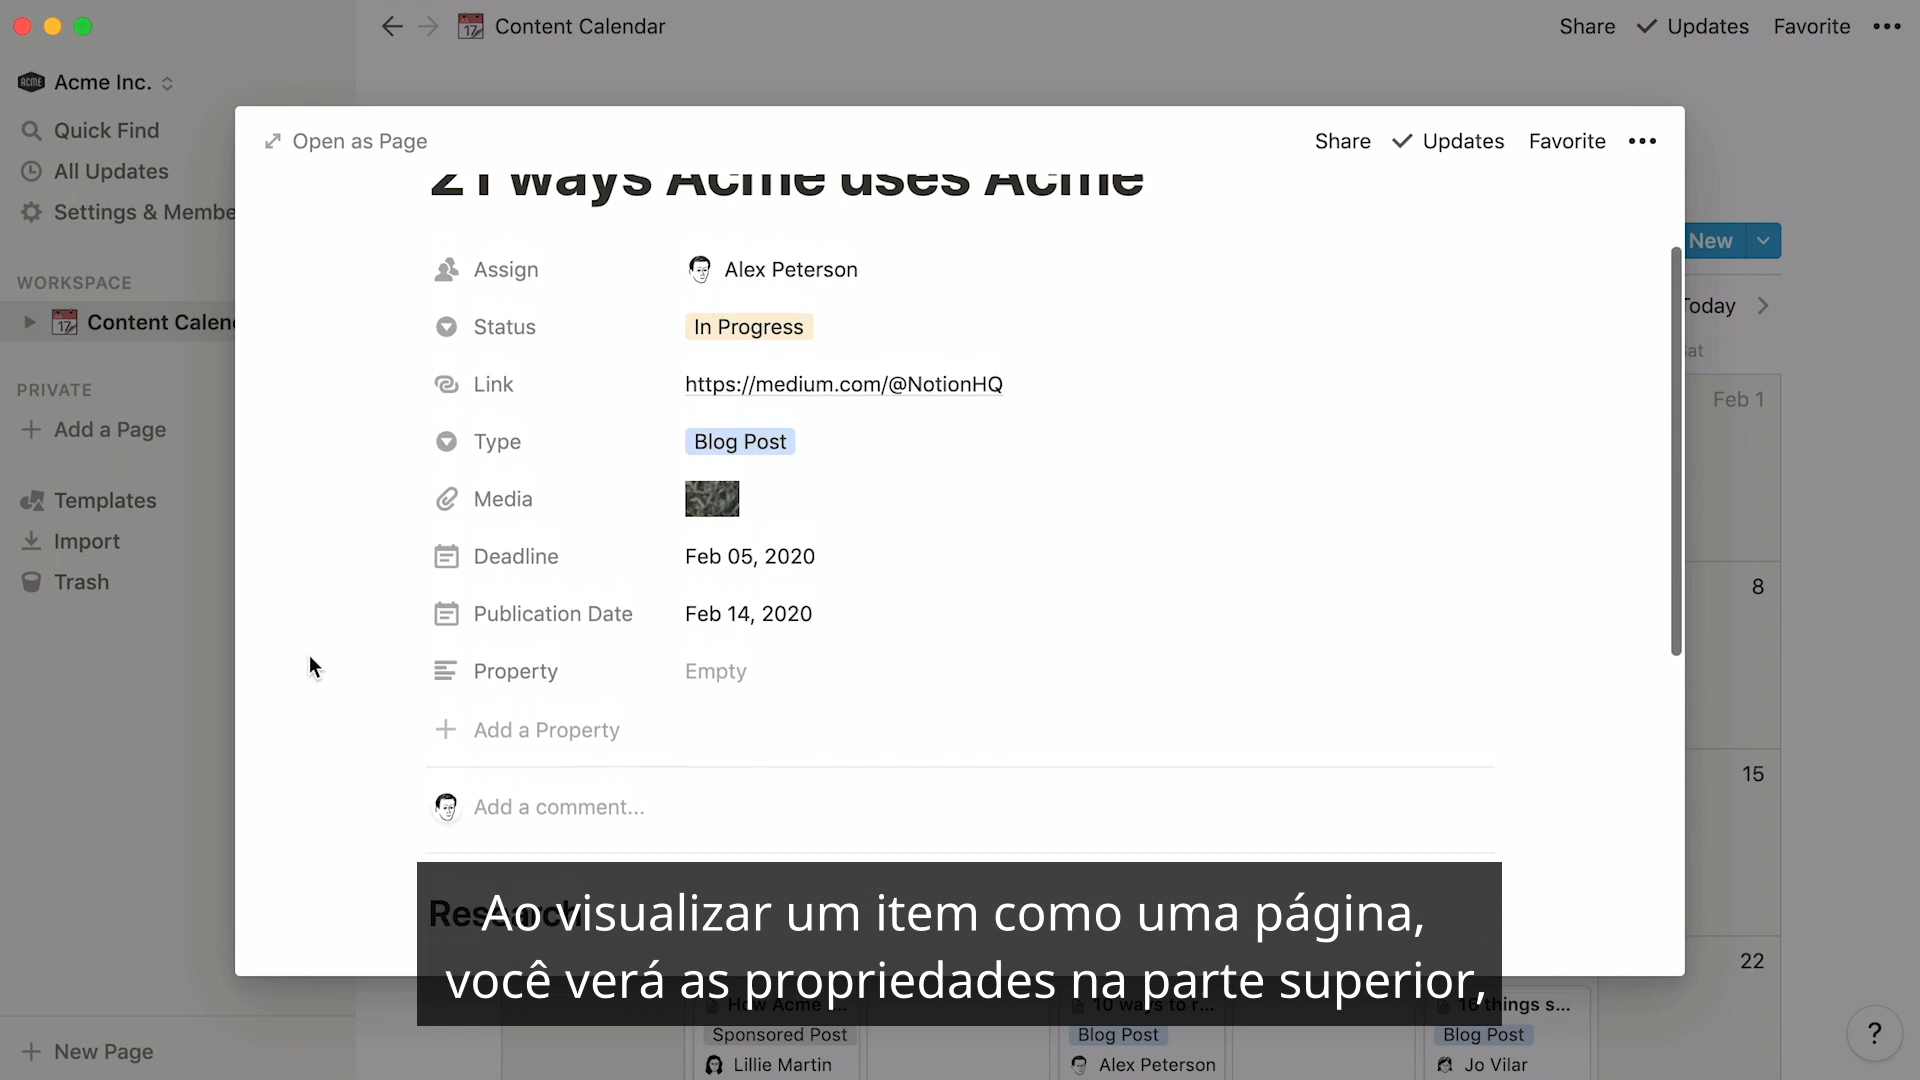 Content Calendar
Share
Updates
Favorite
ACME
Acme Inc.
Quick Find
All Updates
Settings & Membe
WORKSPACE
17
Content Calen
PRIVATE
Add a Page
Templates
Import
Trash
New Page
Open as Page
Share
Updates
Favorite
21 ways Acme uses Acme
Assign
Alex Peterson
Status
In Progress
Link
https://medium.com/@NotionHQ
Type
Blog Post
Media
Deadline
Feb 05, 2020
Publication Date
Feb 14, 2020
Property
Empty
Add a Property
Add a comment...
Research
Ao visualizar um item como uma página,
você verá as propriedades na parte superior,
New
Today
Sat
Feb 1
8
15
22
How Acme ...
Sponsored Post
Lillie Martin
10 ways to r...
Blog Post
Alex Peterson
16 things s...
Blog Post
Jo Vilar
?